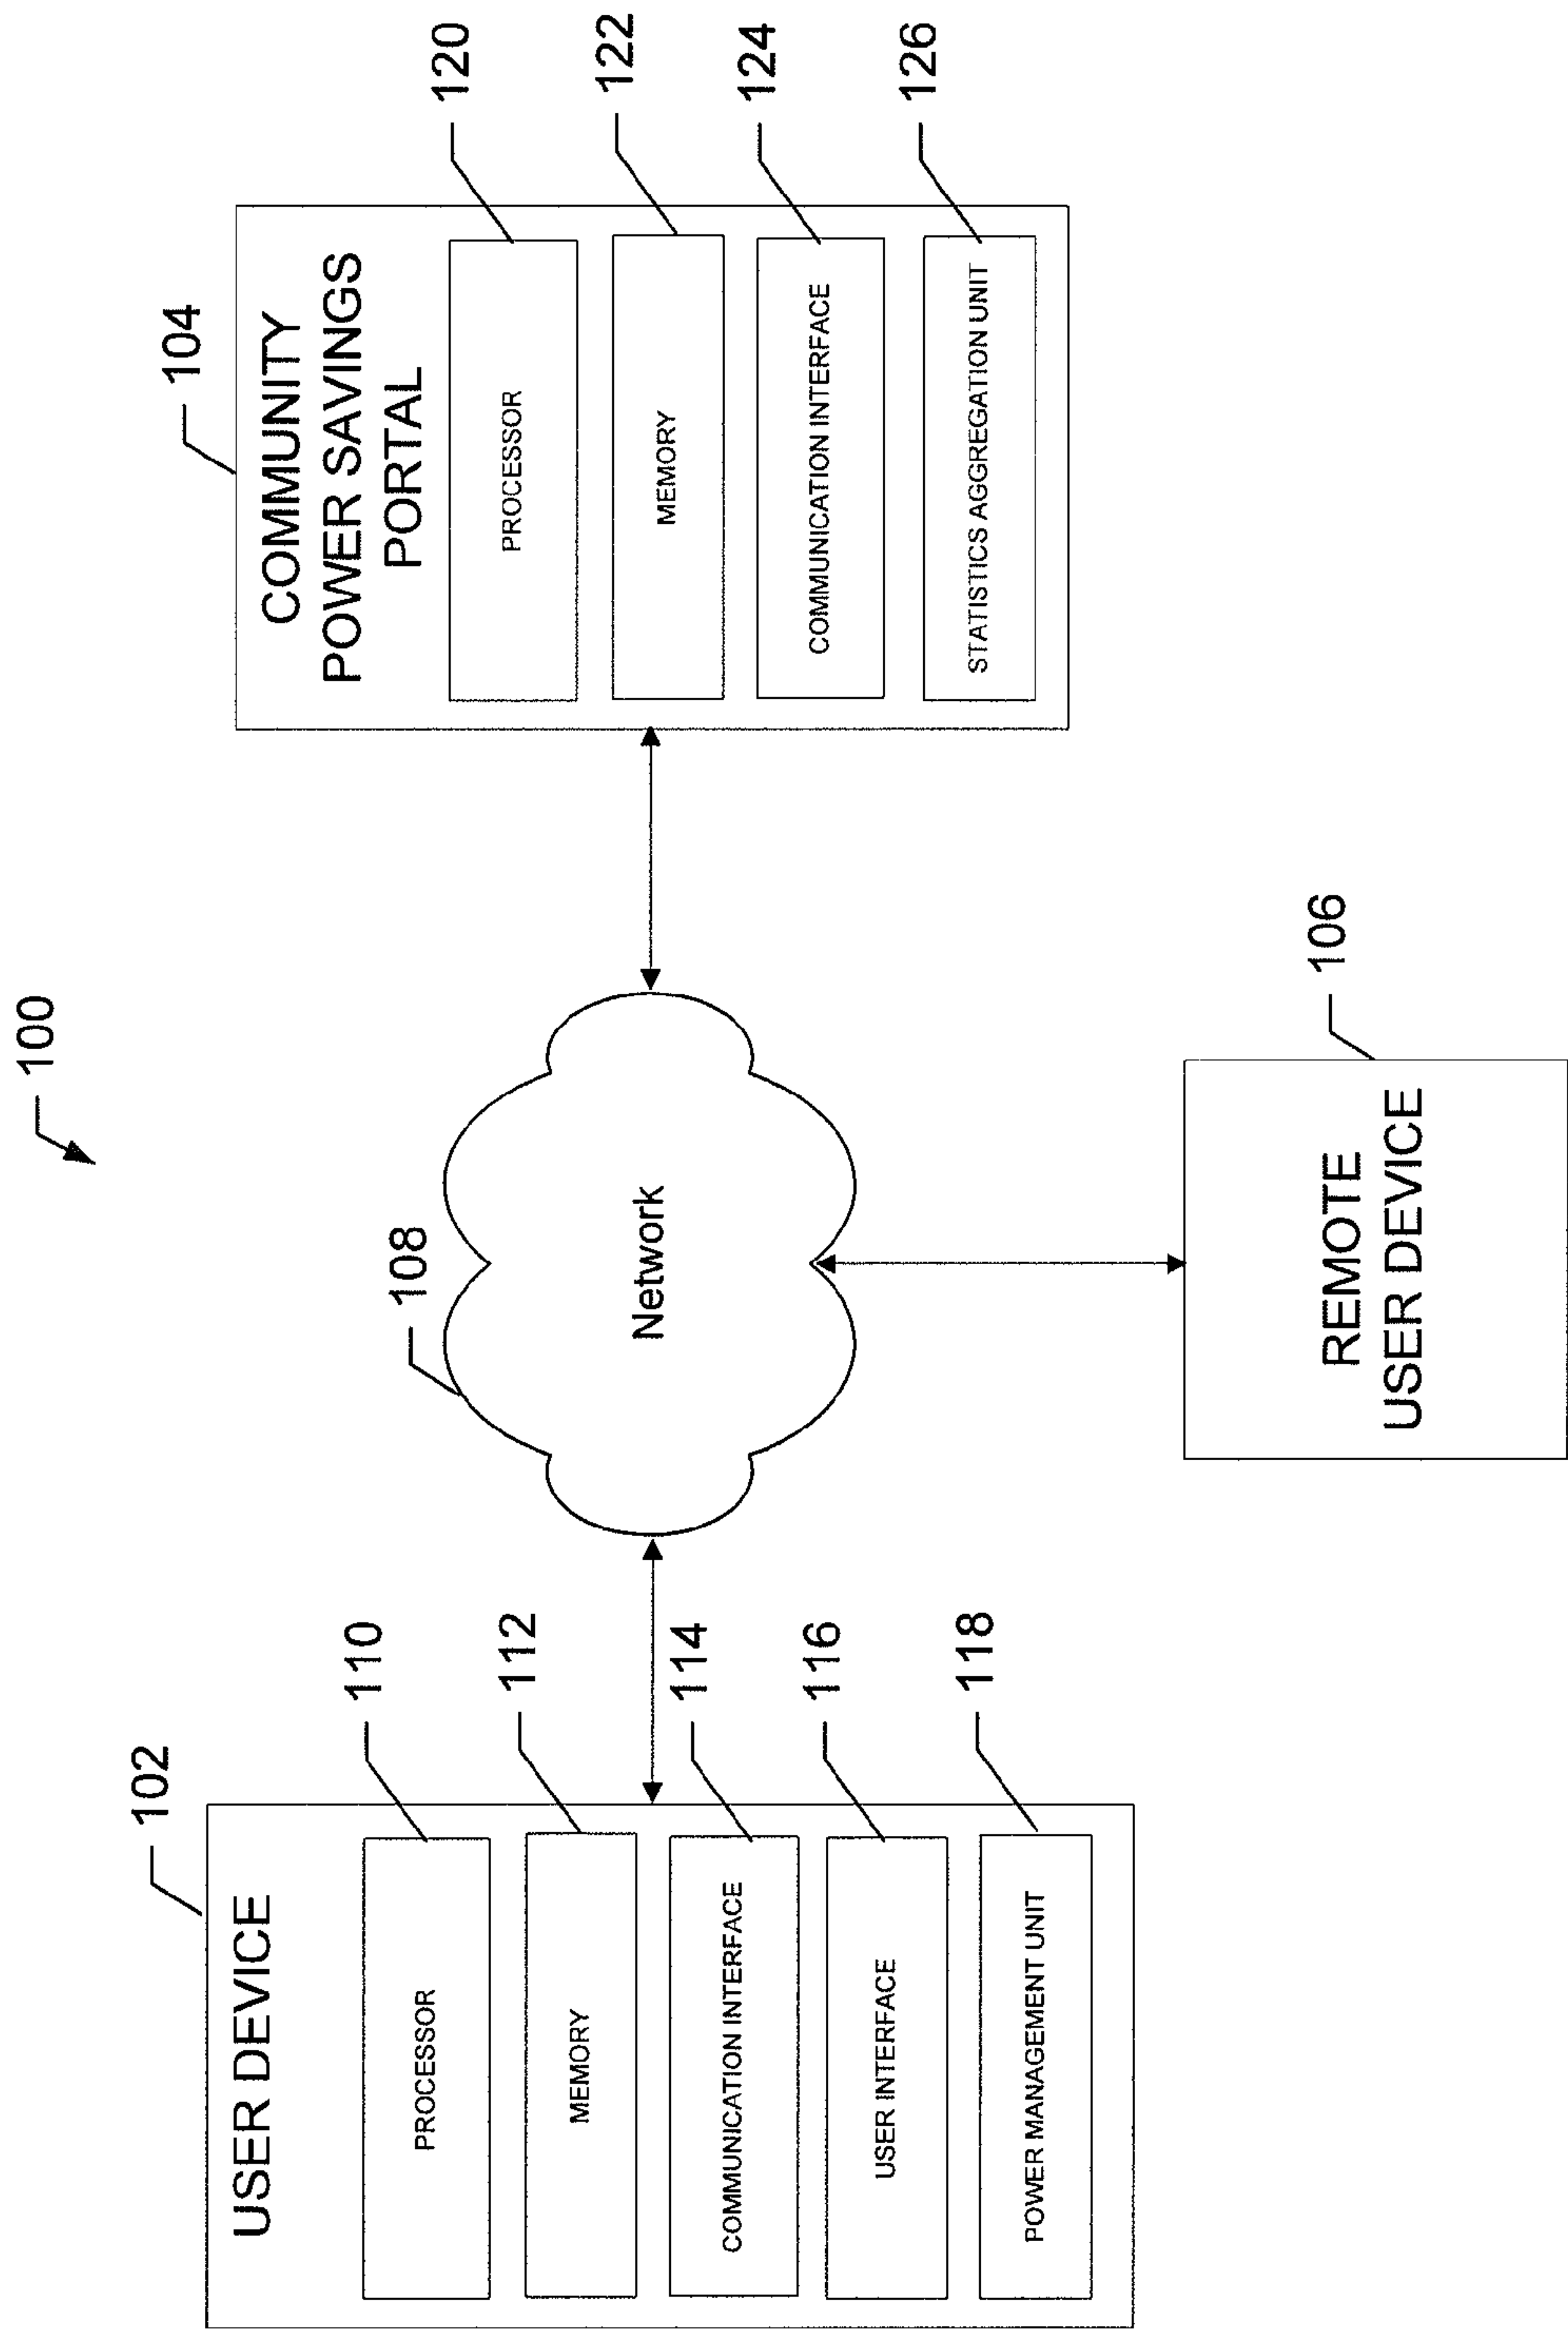 100
102
USER DEVICE
110
PROCESSOR
112
MEMORY
114
COMMUNICATION INTERFACE
116
USER INTERFACE
118
POWER MANAGEMENT UNIT
108
Network
104
COMMUNITY
POWER SAVINGS
PORTAL
120
PROCESSOR
122
MEMORY
124
COMMUNICATION INTERFACE
126
STATISTICS AGGREGATION UNIT
106
REMOTE
USER DEVICE